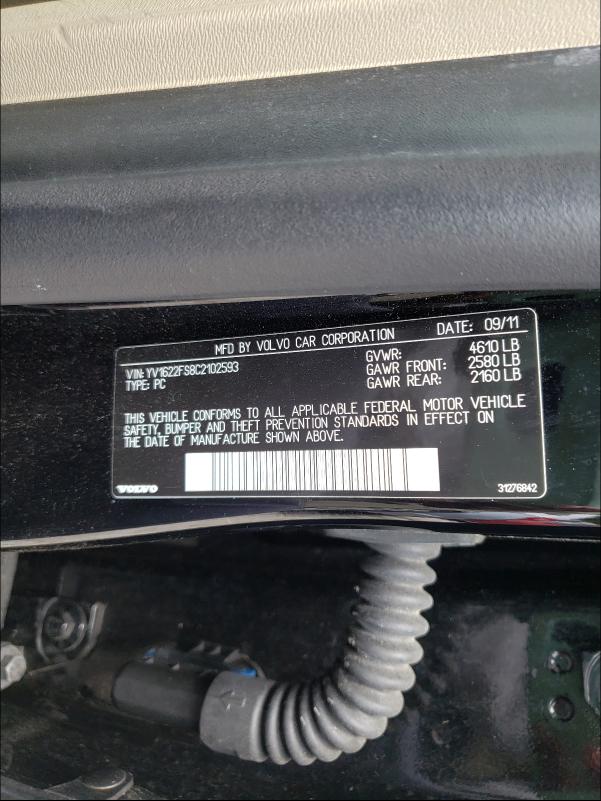 MFD BY VOLVO CAR CORPORATION DATE: 09/11
VIN: YV1622FS8C2102593 GVWR: 4610 LB
TYPE: PC GAWR FRONT: 2580 LB
GAWR REAR: 2160 LB
THIS VEHICLE CONFORMS TO ALL APPLICABLE FEDERAL MOTOR VEHICLE
SAFETY, BUMPER AND THEFT PREVENTION STANDARDS IN EFFECT ON
THE DATE OF MANUFACTURE SHOWN ABOVE.
VOLVO 31276842